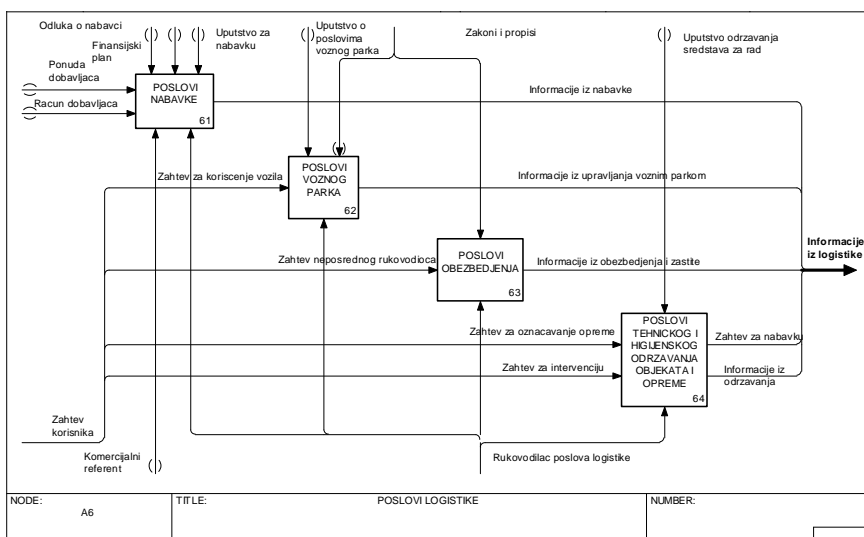 Odluka o nabavci
Finansijski
plan
Uputstvo za
nabavku
Uputstvo o
poslovima
voznog parka
Zakoni i propisi
Uputstvo odrzavanja
sredstava za rad
Ponuda
dobavljaca
Racun dobavljaca
POSLOVI
NABAVKE
61
Informacije iz nabavke
Zahtev za koriscenje vozila
POSLOVI
VOZNOG
PARKA
62
Informacije iz upravljanja voznim parkom
Zahtev neposrednog rukovodioca
POSLOVI
OBEZBEDJENJA
63
Informacije iz obezbedjenja i zastite
Informacije
iz logistike
Zahtev za oznacavanje opreme
Zahtev za intervenciju
POSLOVI
TEHNICKOG I
HIGIJENSKOG
ODRZAVANJA
OBJEKATA I
OPREME
64
Zahtev za nabavku
Informacije iz
odrzavanja
Zahtev
korisnika
Komercijalni
referent
Rukovodilac poslova logistike
NODE:
A6
TITLE:
POSLOVI LOGISTIKE
NUMBER: